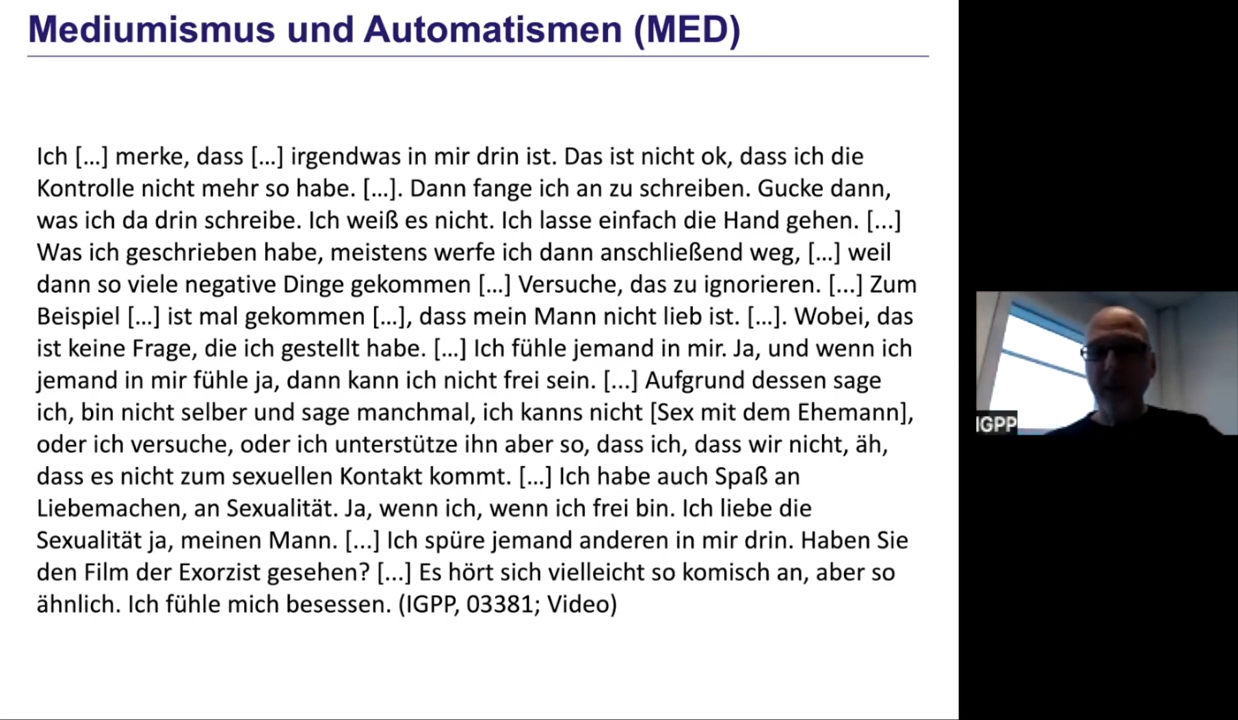 Mediumismus und Automatismen (MED)
Ich [...] merke, dass [...] irgendwas in mir drin ist. Das ist nicht ok, dass ich die
Kontrolle nicht mehr so habe. [...]. Dann fange ich an zu schreiben. Gucke dann,
was ich da drin schreibe. Ich weiß es nicht. Ich lasse einfach die Hand gehen. [...]
Was ich geschrieben habe, meistens werfe ich dann anschließend weg, [...] weil
dann so viele negative Dinge gekommen [...] Versuche, das zu ignorieren. [...] Zum
Beispiel [...] ist mal gekommen [...], dass mein Mann nicht lieb ist. [...]. Wobei, das
ist keine Frage, die ich gestellt habe. [...] Ich fühle jemand in mir. Ja, und wenn ich
jemand in mir fühle ja, dann kann ich nicht frei sein. [...] Aufgrund dessen sage
ich, bin nicht selber und sage manchmal, ich kanns nicht [Sex mit dem Ehemann],
oder ich versuche, oder ich unterstütze ihn aber so, dass ich, dass wir nicht, äh,
dass es nicht zum sexuellen Kontakt kommt. [...] Ich habe auch Spaß an
Liebemachen, an Sexualität. Ja, wenn ich, wenn ich frei bin. Ich liebe die
Sexualität ja, meinen Mann. [...] Ich spüre jemand anderen in mir drin. Haben Sie
den Film der Exorzist gesehen? [...] Es hört sich vielleicht so komisch an, aber so
ähnlich. Ich fühle mich besessen. (IGPP, 03381; Video)
IGPP